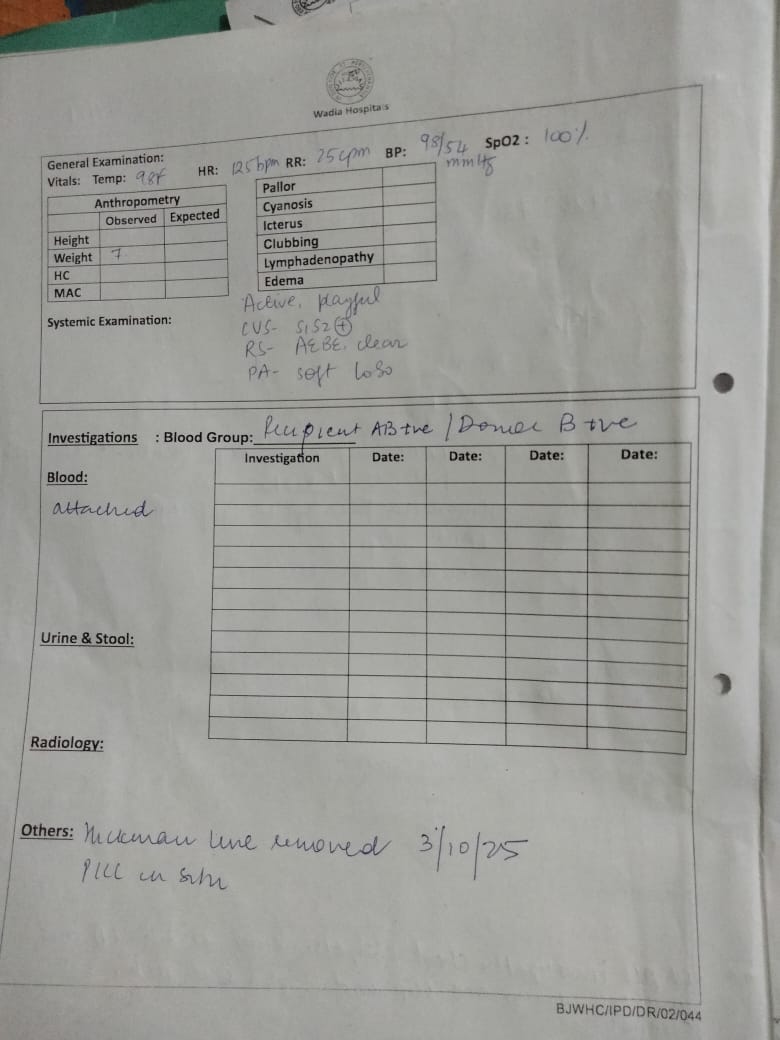 Wadia Hospitals
General Examination:
Vitals: Temp: 98F HR: 125bpm RR: 25cpm BP: 98/54 mmHg SpO2 : 100%
Anthropometry
Observed Expected
Height
Weight 7
HC
MAC
Pallor
Cyanosis
Icterus
Clubbing
Lymphadenopathy
Edema
Systemic Examination:
Active, playful
CVS- S1S2 +
RS- AEBE, clear
PA- soft
Investigations : Blood Group: Recipient AB+ve / Donor B +ve
Investigation Date: Date: Date: Date:
Blood:
attached
Urine & Stool:
Radiology:
Others: Hickman line removed 3/10/25
PICC in situ
BJWHC/IPD/DR/02/044